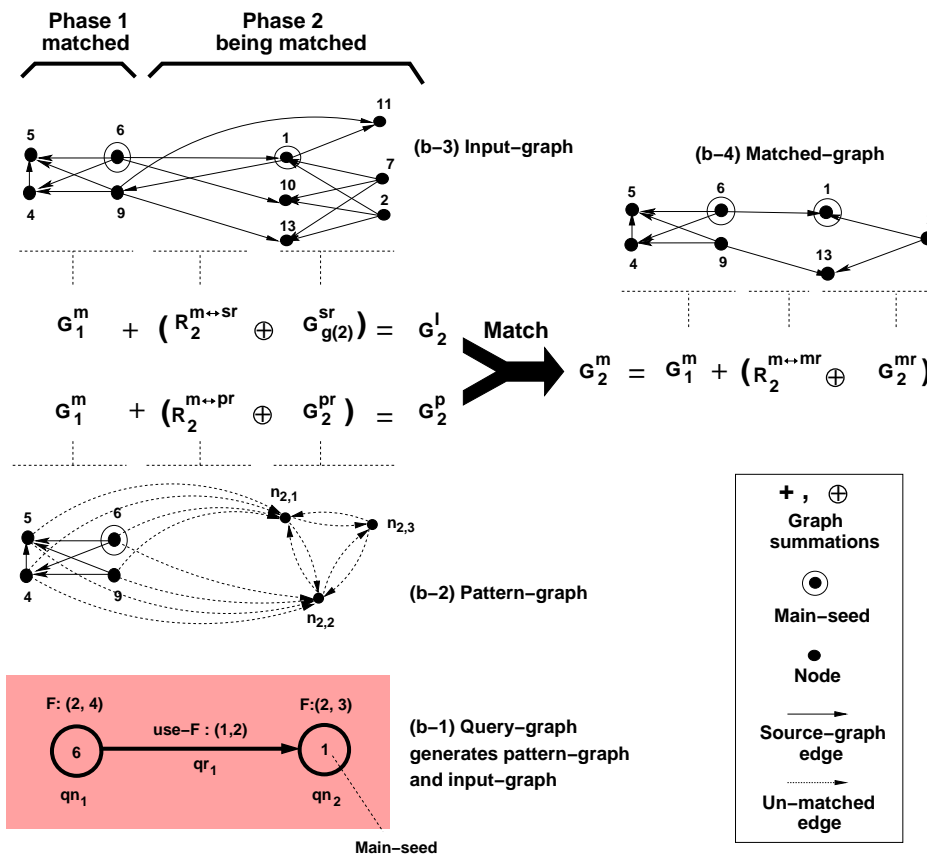 Phase 1
matched
Phase 2
being matched
11
5
6
1
(b−3) Input−graph
7
10
2
4
9
13
(b−4) Matched−graph
5
6
1
4
9
13
G₁ᵐ + (R₂ᵐ↔ˢʳ ⊕ G_g(2)ˢʳ) = G₂ᴵ
Match
G₂ᵐ = G₁ᵐ + (R₂ᵐ↔ᵐʳ ⊕ G₂ᵐʳ)
G₁ᵐ + (R₂ᵐ↔ᵖʳ ⊕ G₂ᵖʳ) = G₂ᵖ
5
6
n₂,₁
n₂,₃
4
9
n₂,₂
(b−2) Pattern−graph
+ , ⊕
Graph
summations
Main−seed
Node
Source−graph
edge
Un−matched
edge
F: (2, 4)
F:(2, 3)
use−F : (1,2)
6
1
qr₁
qn₁
qn₂
(b−1) Query−graph
generates pattern−graph
and input−graph
Main−seed